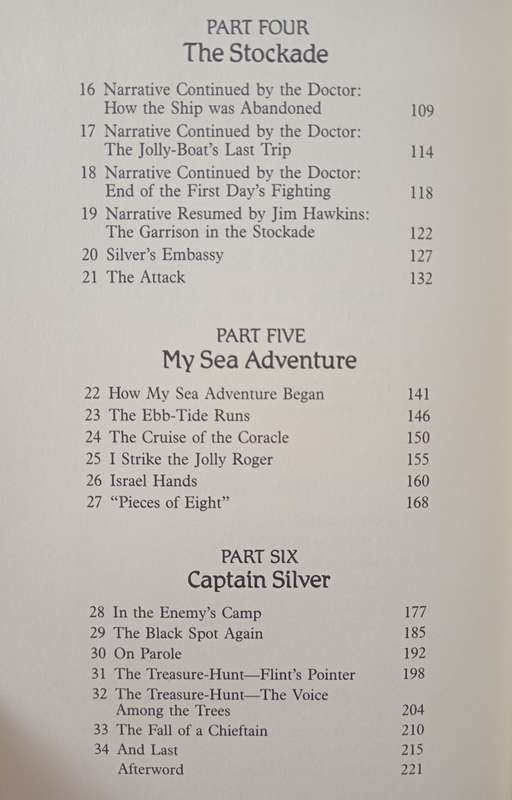 PART FOUR
The Stockade
16 Narrative Continued by the Doctor:
How the Ship was Abandoned 109
17 Narrative Continued by the Doctor:
The Jolly-Boat's Last Trip 114
18 Narrative Continued by the Doctor:
End of the First Day's Fighting 118
19 Narrative Resumed by Jim Hawkins:
The Garrison in the Stockade 122
20 Silver's Embassy 127
21 The Attack 132
PART FIVE
My Sea Adventure
22 How My Sea Adventure Began 141
23 The Ebb-Tide Runs 146
24 The Cruise of the Coracle 150
25 I Strike the Jolly Roger 155
26 Israel Hands 160
27 "Pieces of Eight" 168
PART SIX
Captain Silver
28 In the Enemy's Camp 177
29 The Black Spot Again 185
30 On Parole 192
31 The Treasure-Hunt—Flint's Pointer 198
32 The Treasure-Hunt—The Voice
Among the Trees 204
33 The Fall of a Chieftain 210
34 And Last 215
Afterword 221